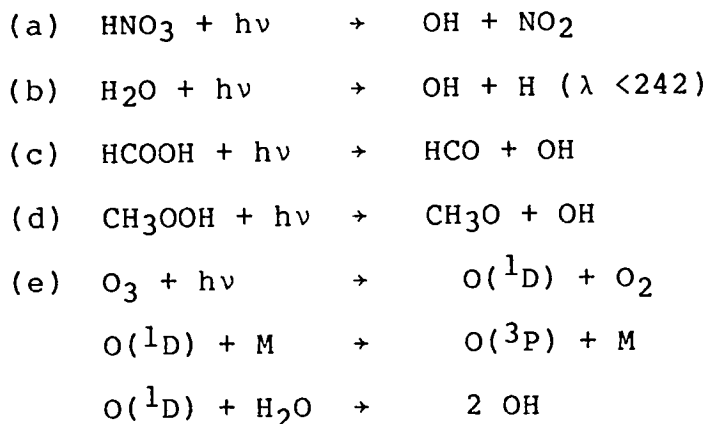 (a) HNO₃ + hν → OH + NO₂
(b) H₂O + hν → OH + H (λ <242)
(c) HCOOH + hν → HCO + OH
(d) CH₃OOH + hν → CH₃O + OH
(e) O₃ + hν → O(¹D) + O₂
O(¹D) + M → O(³P) + M
O(¹D) + H₂O → 2 OH